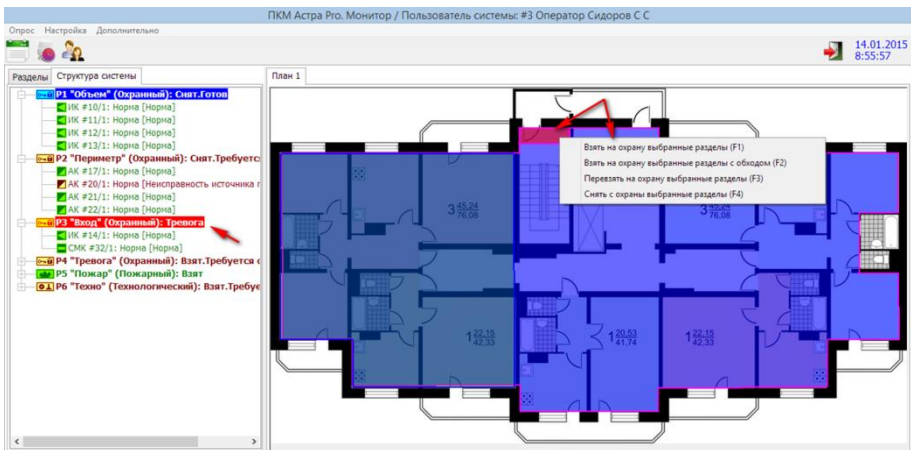 ПКМ Астра Pro. Монитор / Пользователь системы: #3 Оператор Сидоров С С
Опрос Настройка Дополнительно
14.01.2015
8:55:57
Разделы Структура системы
План 1
P1 "Объем" (Охранный): Снят.Готов
ИК #10/1: Норма [Норма]
ИК #11/1: Норма [Норма]
ИК #12/1: Норма [Норма]
ИК #13/1: Норма [Норма]
P2 "Периметр" (Охранный): Снят.Требуетс
АК #17/1: Норма [Норма]
АК #20/1: Норма [Неисправность источника п
АК #21/1: Норма [Норма]
АК #22/1: Норма [Норма]
P3 "Вход" (Охранный): Тревога
ИК #14/1: Норма [Норма]
СМК #32/1: Норма [Норма]
P4 "Тревога" (Охранный): Взят.Требуется с
P5 "Пожар" (Пожарный): Взят
P6 "Техно" (Технологический): Взят.Требуе
Взять на охрану выбранные разделы (F1)
Взять на охрану выбранные разделы с обходом (F2)
Перевзять на охрану выбранные разделы (F3)
Снять с охраны выбранные разделы (F4)
3 45,24
76,08
3 45,24
76,08
1 22,15
42,33
1 20,53
41,74
1 22,15
42,33